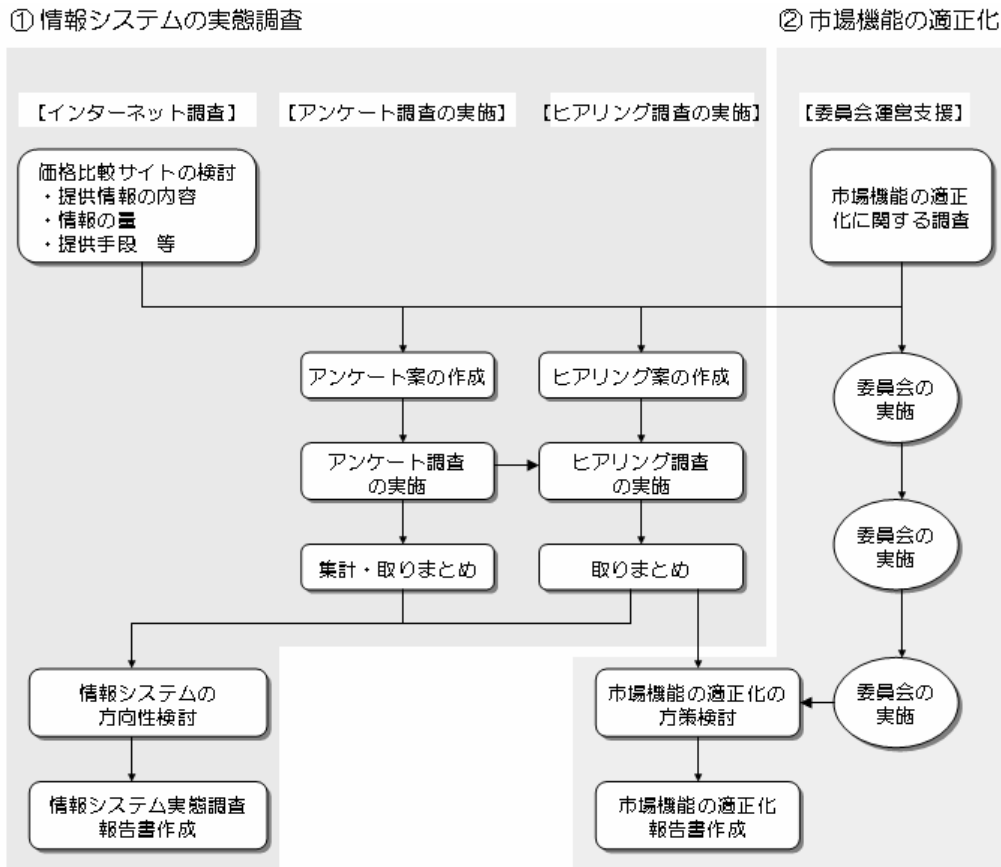 ① 情報システムの実態調査
② 市場機能の適正化
【インターネット調査】
【アンケート調査の実施】
【ヒアリング調査の実施】
【委員会運営支援】
価格比較サイトの検討
・提供情報の内容
・情報の量
・提供手段 等
市場機能の適正
化に関する調査
アンケート案の作成
ヒアリング案の作成
委員会の
実施
アンケート調査
の実施
ヒアリング調査
の実施
委員会の
実施
集計・取りまとめ
取りまとめ
情報システムの
方向性検討
市場機能の適正化の
方策検討
委員会の
実施
情報システム実態調査
報告書作成
市場機能の適正化
報告書作成